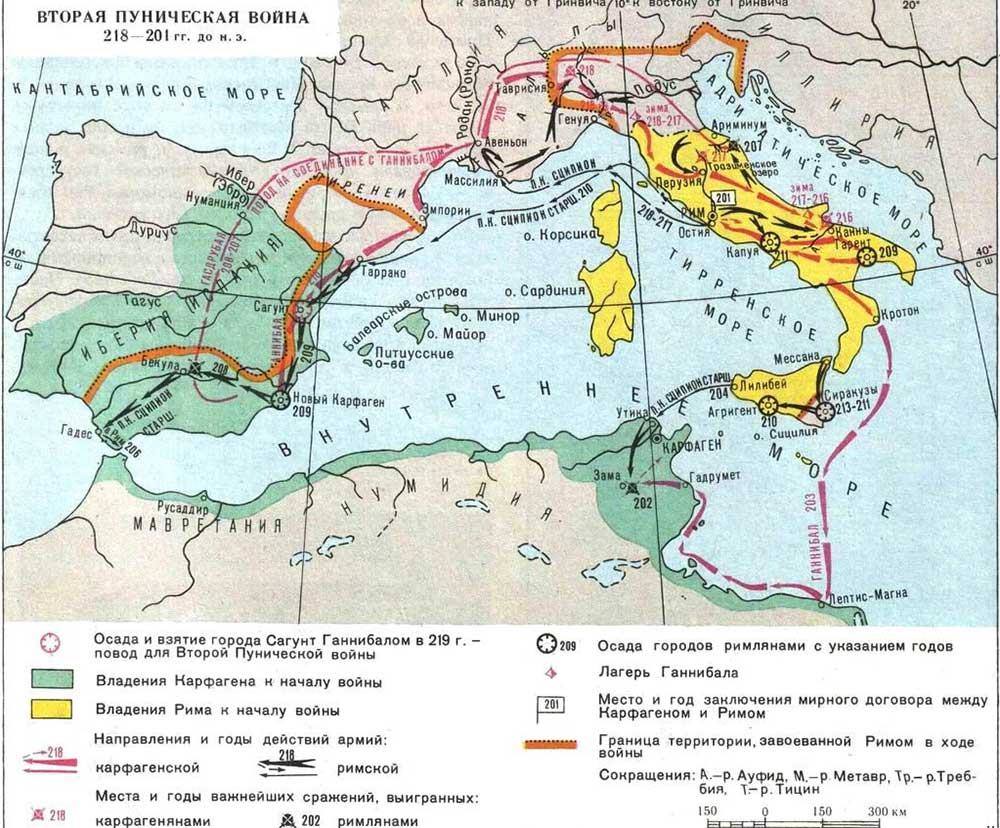 ВТОРАЯ ПУНИЧЕСКАЯ ВОЙНА
218—201 гг. до н. э.
к западу от Гринвича
10°
к востоку от Гринвича
20°
КАНТАБРИЙСКОЕ МОРЕ
ГАЛЛИЯ
АЛЬПЫ
ИЛЛИРИЯ
Родан (Рона)
218
Таврисия
218
Падус
Генуя
зима
218-217
АДРИАТИЧЕСКОЕ МОРЕ
Ариминум
207
217
Тразименское
озеро
Авеньон
Массилия
П.К. СЦИПИОН
П.К. СЦИПИОН СТАРШ. 210
218-217
Перузия
201
РИМ
Остия
зима
217-216
216
Канны
Капуя
211
Тарент
209
ПОХОД НА СОЕДИНЕНИЕ С ГАННИБАЛОМ
Ибер
(Эбро)
Нуманция
ПИРЕНЕИ
Эмпории
о. Корсика
Дуриус
40°
с ш
40°
с ш
ГАСДРУБАЛ
208-207
Таррако
Тагус
ИБЕРИЯ (ИСПАНИЯ)
Сагунт
ГАННИБАЛ
209
Балеарские острова
о. Минор
о. Майор
Питиусские
о-ва
о. Сардиния
ТИРРЕНСКОЕ
МОРЕ
Кротон
Бекула
208
Новый Карфаген
209
П.К. СЦИПИОН
СТАРШ.
Гадес
в Рим 206
Мессана
Лилибей
П.К. СЦИПИОН СТАРШ.
204
Агригент
210
Сиракузы
213-211
о. Сицилия
ВНУТРЕННЕЕ МОРЕ
Утика
КАРФАГЕН
Зама
202
Гадрумет
Русаддир
МАВРЕТАНИЯ
НУМИДИЯ
ГАННИБАЛ 203
Лептис-Магна
Осада и взятие города Сагунт Ганнибалом в 219 г. –
повод для Второй Пунической войны
Владения Карфагена к началу войны
Владения Рима к началу войны
Направления и годы действий армий:
218
карфагенской
218
римской
Места и годы важнейших сражений, выигранных:
218
карфагенянами
202
римлянами
209
Осада городов римлянами с указанием годов
Лагерь Ганнибала
201
Место и год заключения мирного договора между
Карфагеном и Римом
Граница территории, завоеванной Римом в ходе
войны
Сокращения: А.–р. Ауфид, М.–р. Метавр, Тр.–р. Треб-
бия, Т–р. Тицин
150
0
150
300 км